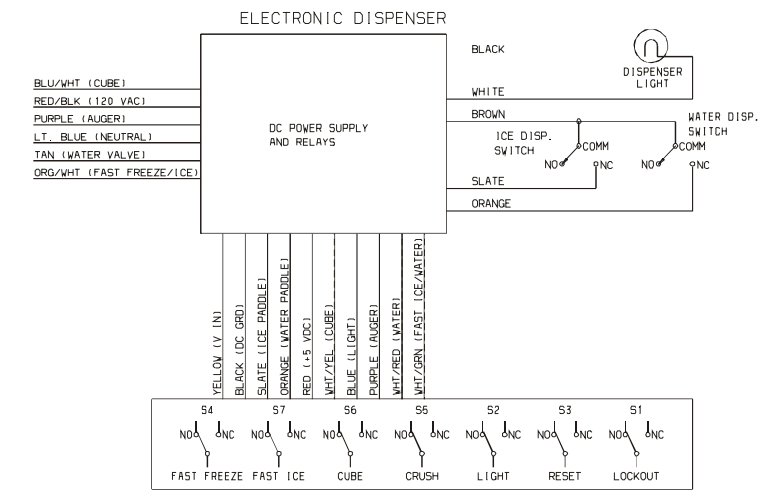 ELECTRONIC DISPENSER
BLACK
DISPENSER
LIGHT
BLU/WHT (CUBE)
RED/BLK (120 VAC)
PURPLE (AUGER)
LT. BLUE (NEUTRAL)
TAN (WATER VALVE)
ORG/WHT (FAST FREEZE/ICE)
DC POWER SUPPLY
AND RELAYS
WHITE
BROWN
ICE DISP.
SWITCH
COMM
NO
NC
WATER DISP.
SWITCH
COMM
NO
NC
SLATE
ORANGE
YELLOW (V IN)
BLACK (DC GRD)
SLATE (ICE PADDLE)
ORANGE (WATER PADDLE)
RED (+5 VDC)
WHT/YEL (CUBE)
BLUE (LIGHT)
PURPLE (AUGER)
WHT/RED (WATER)
WHT/GRN (FAST ICE/WATER)
S4 S7 S6 S5 S2 S3 S1
NO NC NO NC NO NC NO NC NO NC NO NC NO NC
FAST FREEZE FAST ICE CUBE CRUSH LIGHT RESET LOCKOUT